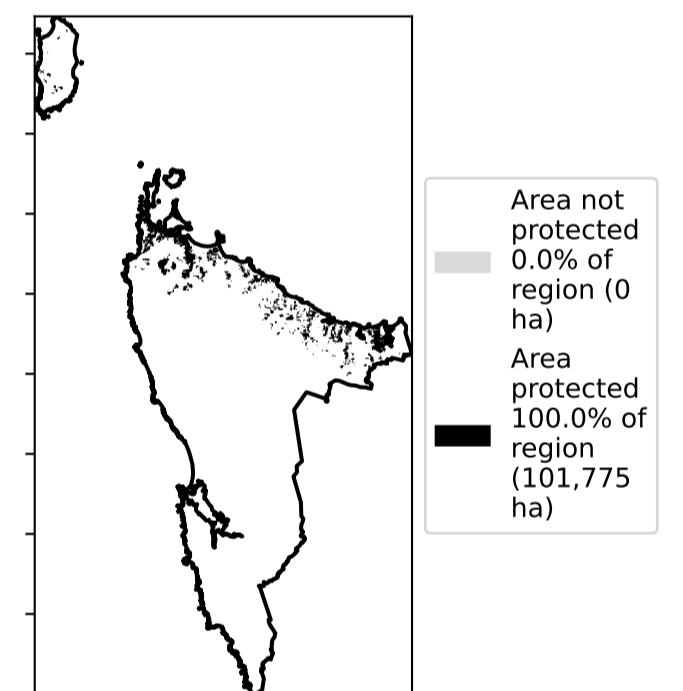 Area not
protected
0.0% of
region (0
ha)
Area
protected
100.0% of
region
(101,775
ha)